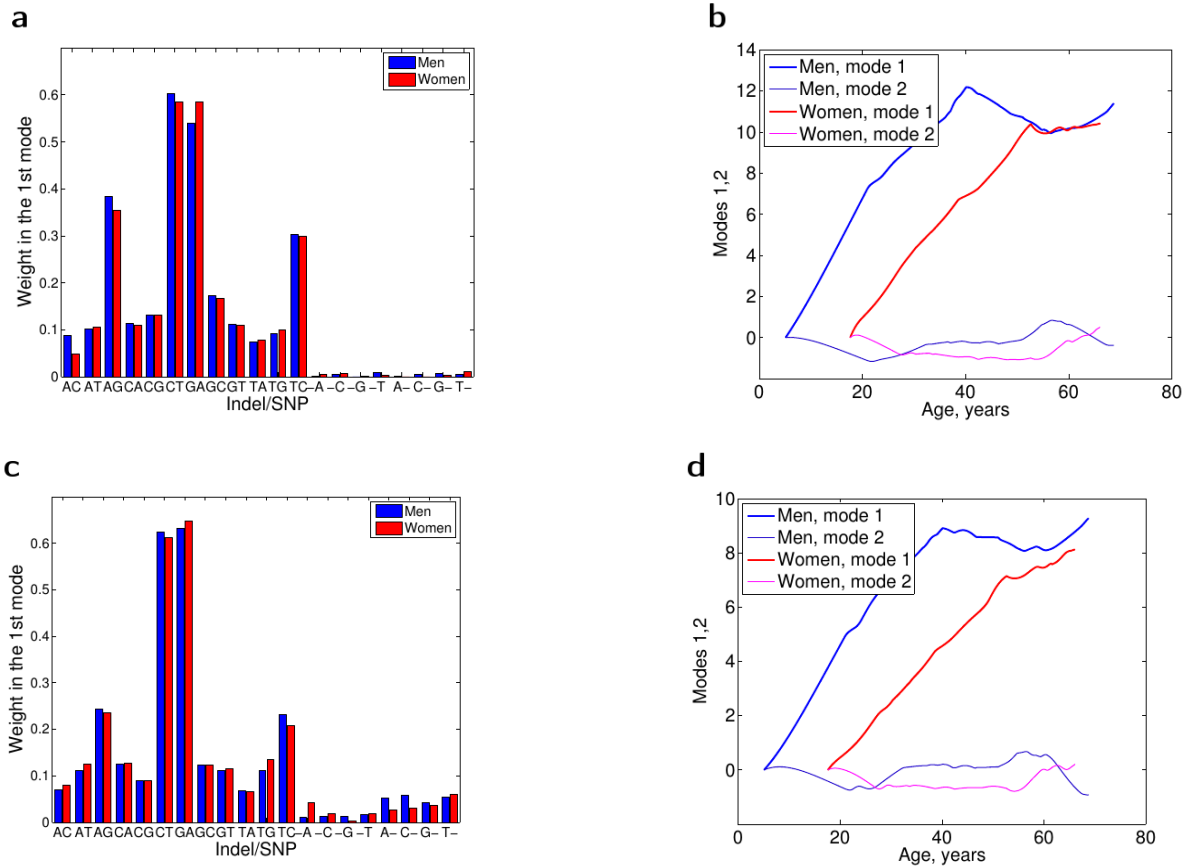 a
Weight in the 1st mode
0.6
0.5
0.4
0.3
0.2
0.1
0
Men
Women
AC AT AG CA CG CT GA GC GT TA TG TC –A –C –G –T A– C– G– T–
Indel/SNP
b
Modes 1,2
14
12
10
8
6
4
2
0
Men, mode 1
Men, mode 2
Women, mode 1
Women, mode 2
0 20 40 60 80
Age, years
c
Weight in the 1st mode
0.6
0.5
0.4
0.3
0.2
0.1
0
Men
Women
AC AT AG CA CG CT GA GC GT TA TG TC –A –C –G –T A– C– G– T–
Indel/SNP
d
Modes 1,2
10
8
6
4
2
0
Men, mode 1
Men, mode 2
Women, mode 1
Women, mode 2
0 20 40 60 80
Age, years